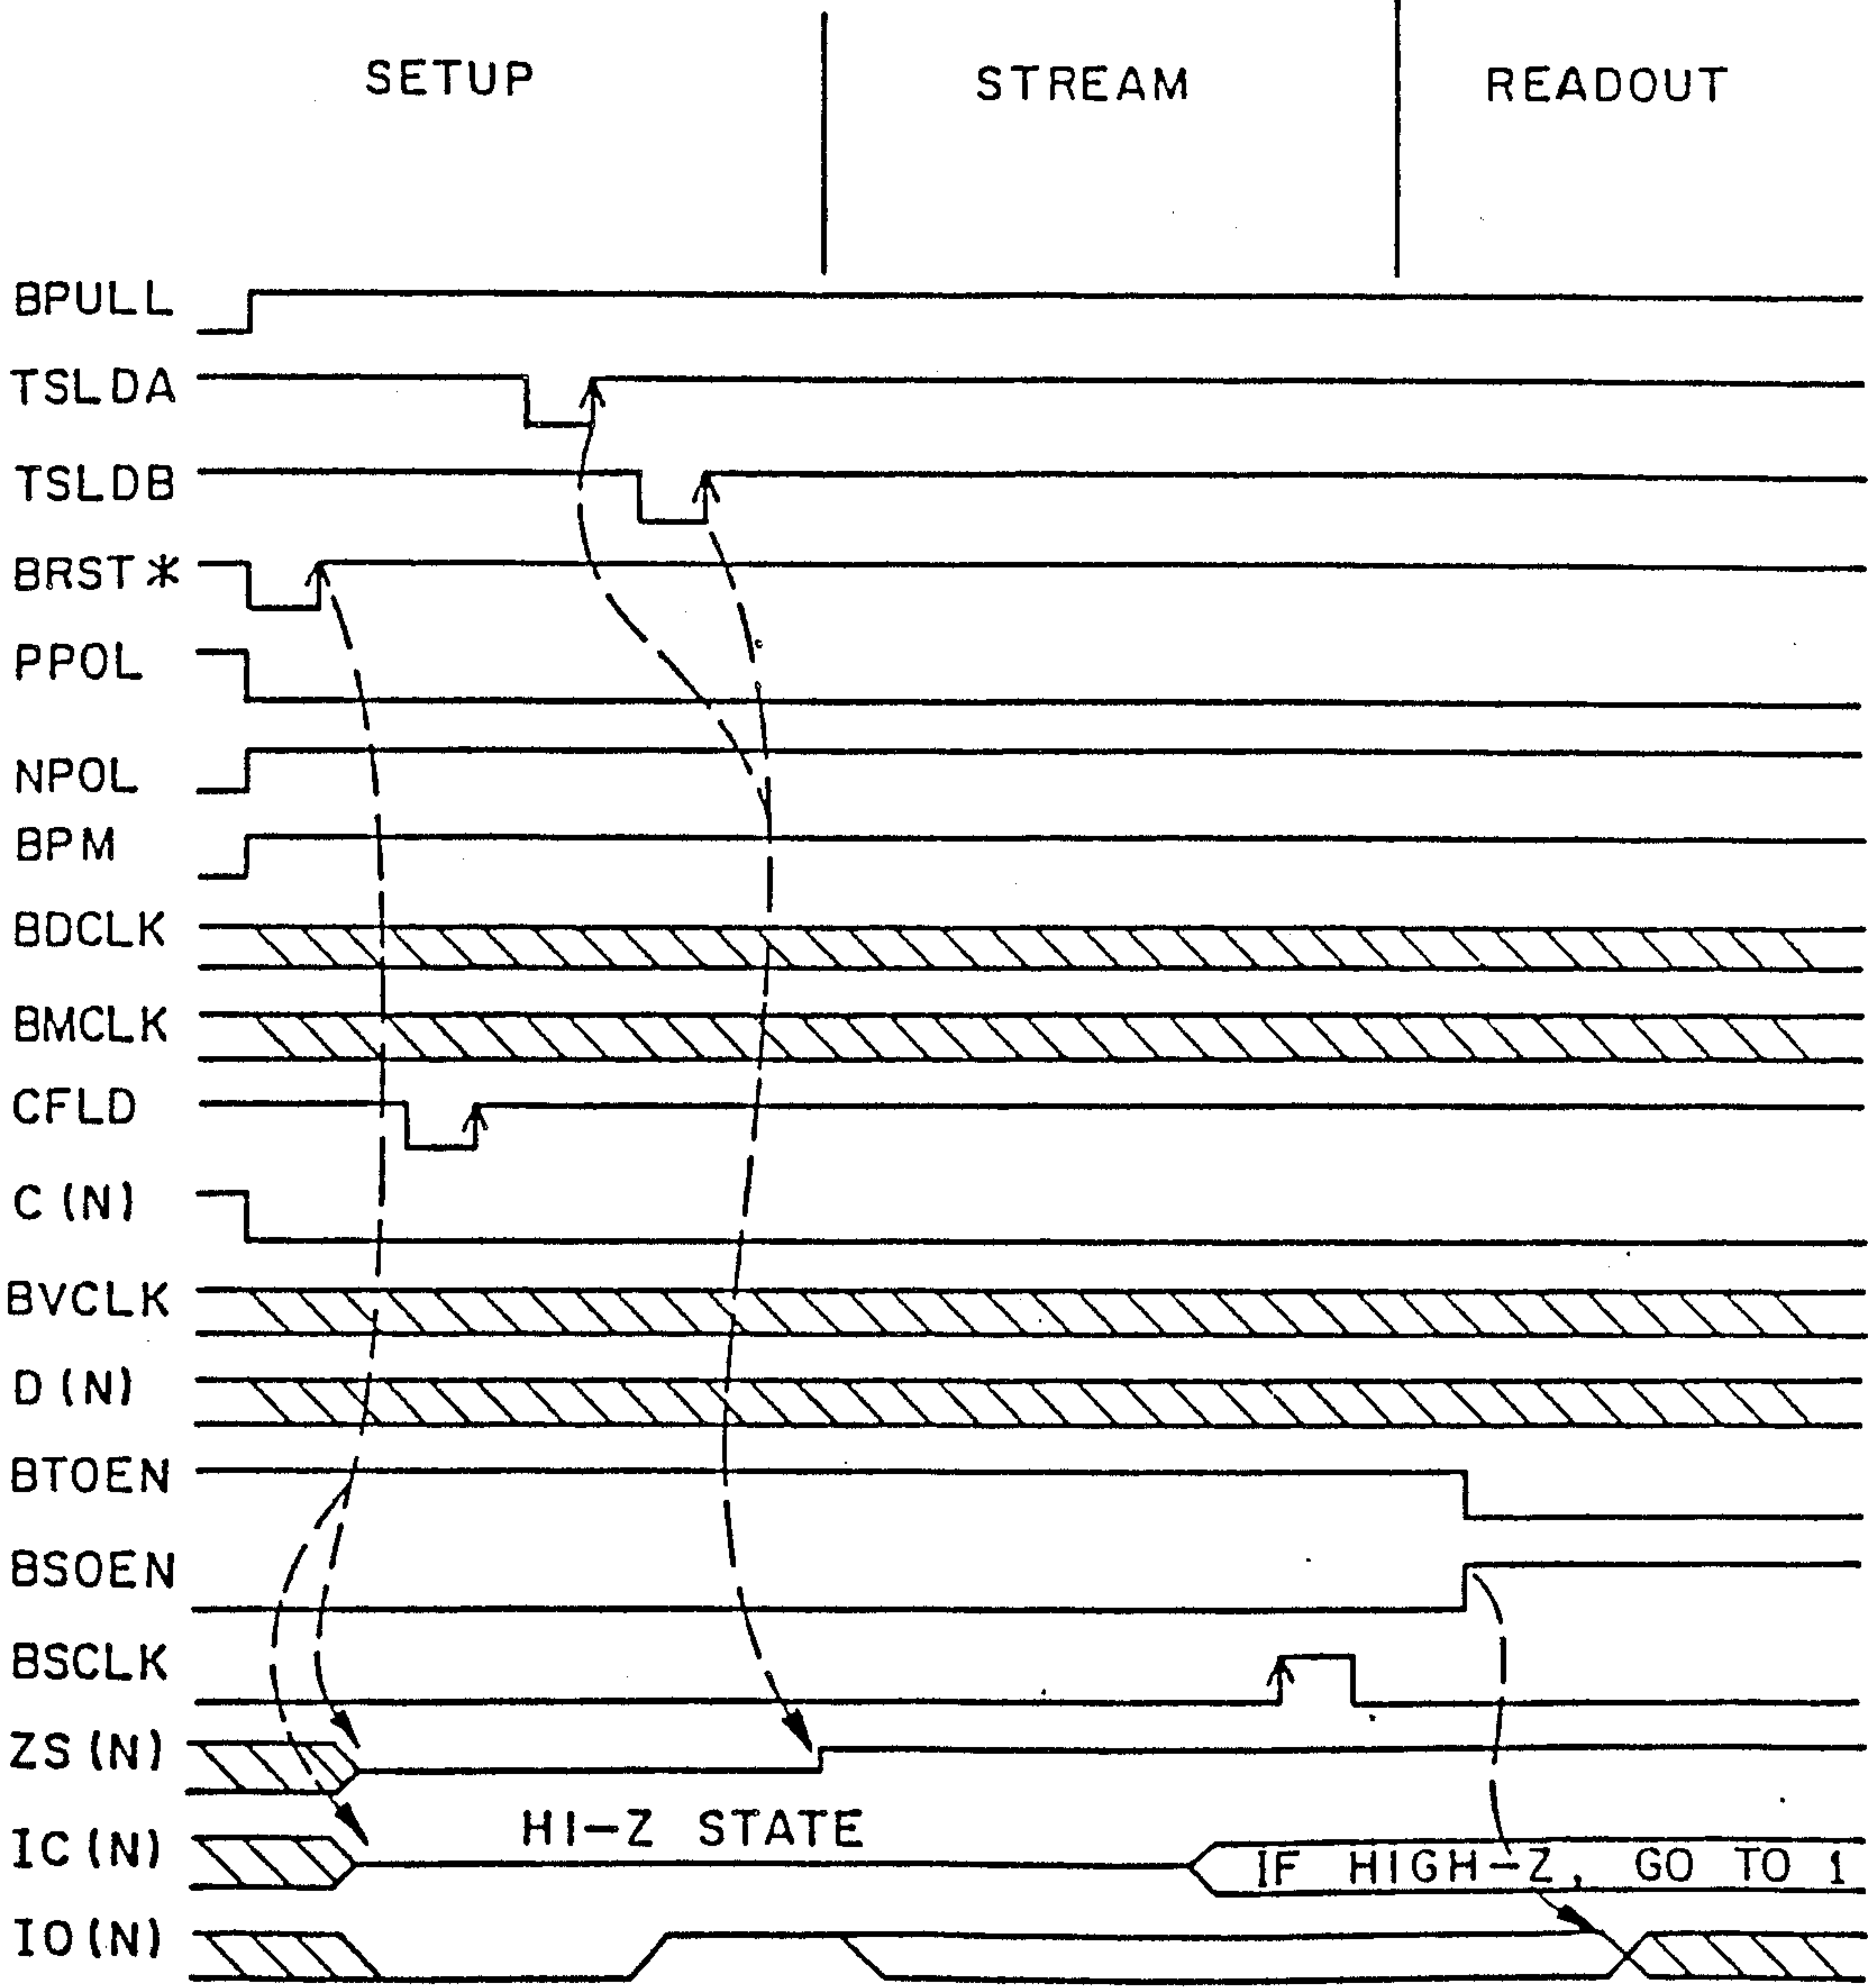 SETUP STREAM READOUT
BPULL
TSLDA
TSLDB
BRST*
PPOL
NPOL
BPM
BDCLK
BMCLK
CFLD
C (N)
BVCLK
D (N)
BTOEN
BSOEN
BSCLK
ZS (N)
HI-Z STATE
IC (N)
IF HIGH-Z, GO TO 1
IO (N)